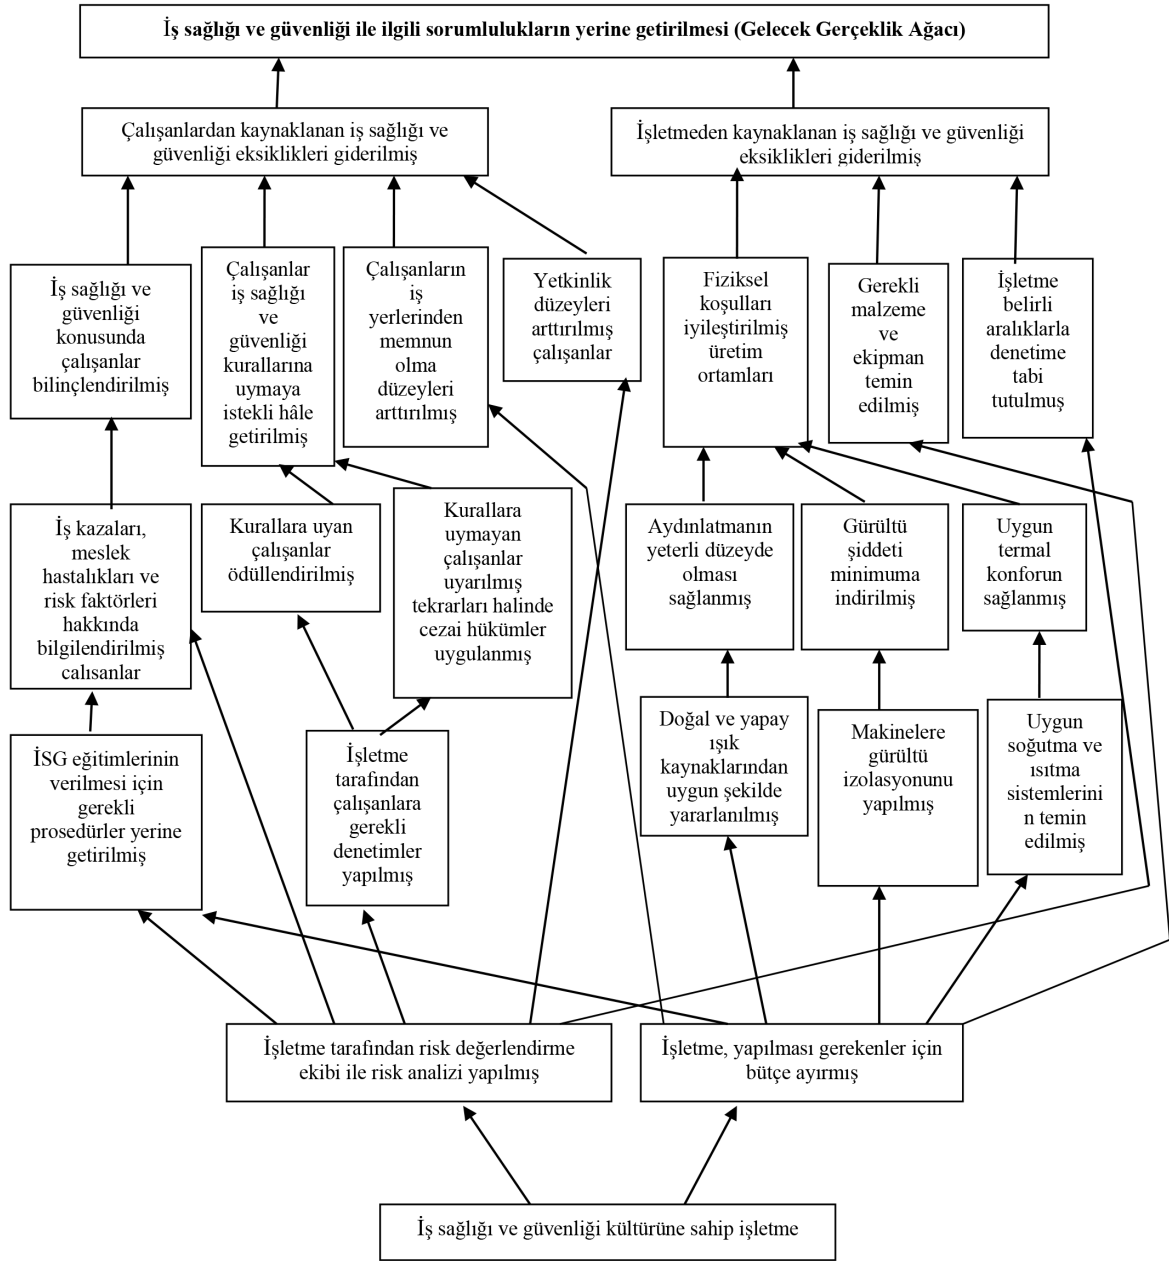 İş sağlığı ve güvenliği ile ilgili sorumlulukların yerine getirilmesi (Gelecek Gerçeklik Ağacı)
Çalışanlardan kaynaklanan iş sağlığı ve
güvenliği eksiklikleri giderilmiş
İşletmeden kaynaklanan iş sağlığı ve güvenliği
eksiklikleri giderilmiş
İş sağlığı ve
güvenliği
konusunda
çalışanlar
bilinçlendirilmiş
Çalışanlar
iş sağlığı
ve
güvenliği
kurallarına
uymaya
istekli hâle
getirilmiş
Çalışanların
iş
yerlerinden
memnun
olma
düzeyleri
arttırılmış
Yetkinlik
düzeyleri
arttırılmış
çalışanlar
Fiziksel
koşulları
iyileştirilmiş
üretim
ortamları
Gerekli
malzeme
ve
ekipman
temin
edilmiş
İşletme
belirli
aralıklarla
denetime
tabi
tutulmuş
İş kazaları,
meslek
hastalıkları ve
risk faktörleri
hakkında
bilgilendirilmiş
calısanlar
Kurallara uyan
çalışanlar
ödüllendirilmiş
Kurallara
uymayan
çalışanlar
uyarılmış
tekrarları halinde
cezai hükümler
uygulanmış
Aydınlatmanın
yeterli düzeyde
olması
sağlanmış
Gürültü
şiddeti
minimuma
indirilmiş
Uygun
termal
konforun
sağlanmış
İSG eğitimlerinin
verilmesi için
gerekli
prosedürler yerine
getirilmiş
İşletme
tarafından
çalışanlara
gerekli
denetimler
yapılmış
Doğal ve yapay
ışık
kaynaklarından
uygun şekilde
yararlanılmış
Makinelere
gürültü
izolasyonunu
yapılmış
Uygun
soğutma ve
ısıtma
sistemlerini
n temin
edilmiş
İşletme tarafından risk değerlendirme
ekibi ile risk analizi yapılmış
İşletme, yapılması gerekenler için
bütçe ayırmış
İş sağlığı ve güvenliği kültürüne sahip işletme